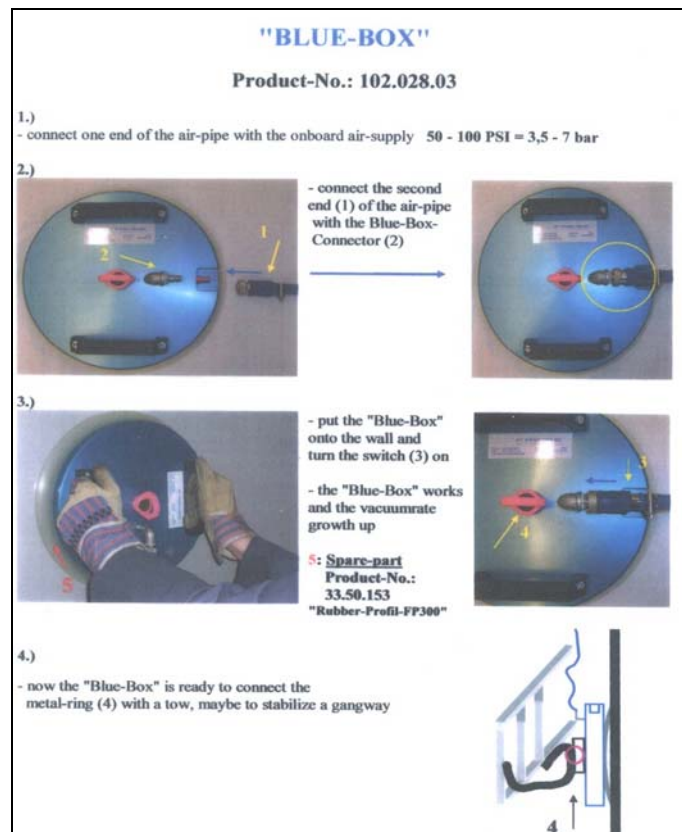 "BLUE-BOX"
Product-No.: 102.028.03
1.)
- connect one end of the air-pipe with the onboard air-supply 50 - 100 PSI = 3,5 - 7 bar
2.)
2
1
- connect the second
end (1) of the air-pipe
with the Blue-Box-
Connector (2)
3.)
5
- put the "Blue-Box"
onto the wall and
turn the switch (3) on
- the "Blue-Box" works
and the vacuumrate
growth up
5: Spare-part
Product-No.:
33.50.153
"Rubber-Profil-FP300"
3
4
4.)
- now the "Blue-Box" is ready to connect the
metal-ring (4) with a tow, maybe to stabilize a gangway
4